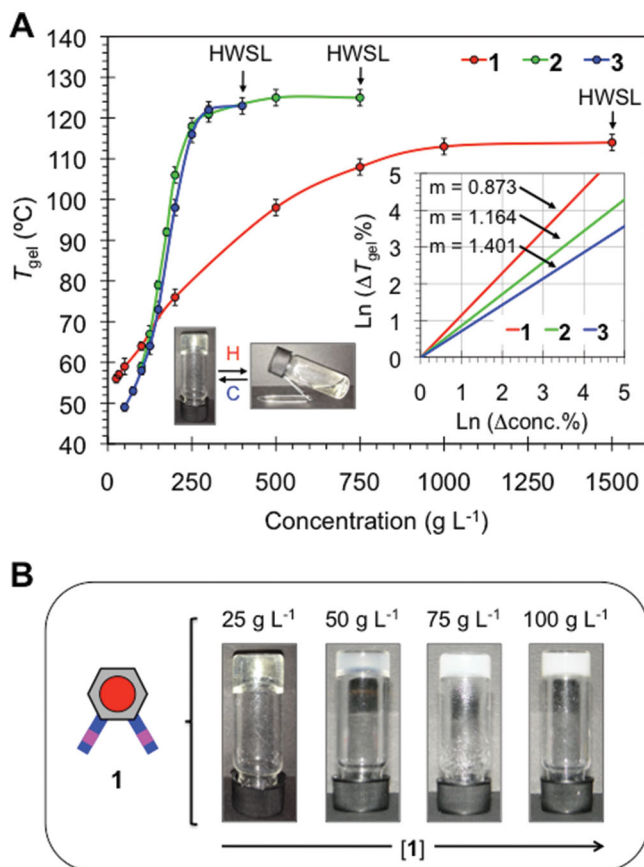 A
HWSL HWSL
1 2 3
HWSL
140
130
120
110
100
90
80
70
60
50
40
Tgel (ºC)
0 250 500 750 1000 1250 1500
Concentration (g L⁻¹)
H
C
m = 0.873
m = 1.164
m = 1.401
5
4
3
2
1
0
Ln (ΔTgel%)
1 2 3
0 1 2 3 4 5
Ln (Δconc.%)
B
25 g L⁻¹ 50 g L⁻¹ 75 g L⁻¹ 100 g L⁻¹
1
[1]